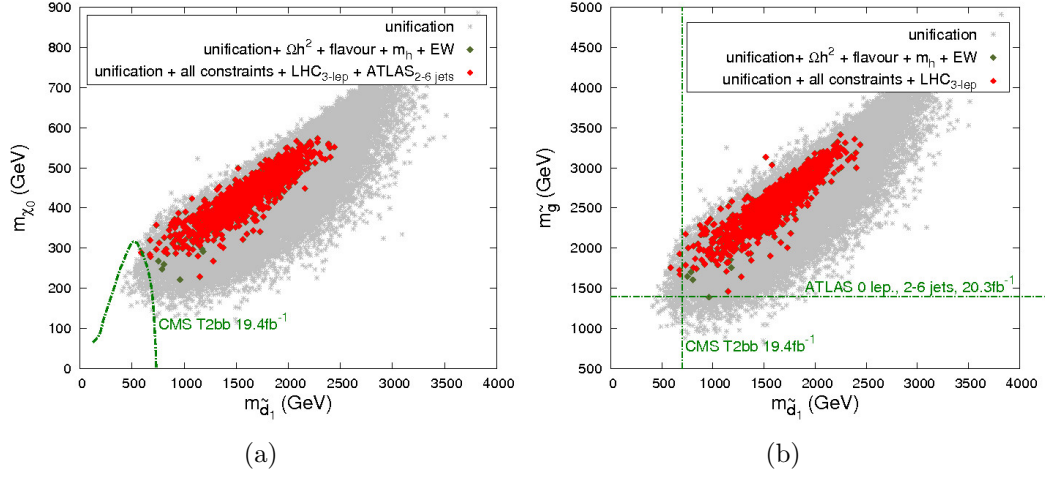 900
800
700
600
500
400
300
200
100
0
m_χ0 (GeV)
unification
unification+ Ωh² + flavour + m_h + EW
unification + all constraints + LHC_3-lep + ATLAS_2-6 jets
CMS T2bb 19.4fb⁻¹
0 500 1000 1500 2000 2500 3000 3500 4000
m_d̃₁ (GeV)
(a)
5000
4500
4000
3500
3000
2500
2000
1500
1000
500
0
m_g̃ (GeV)
unification
unification+ Ωh² + flavour + m_h + EW
unification + all constraints + LHC_3-lep
ATLAS 0 lep., 2-6 jets, 20.3fb⁻¹
CMS T2bb 19.4fb⁻¹
0 500 1000 1500 2000 2500 3000 3500 4000
m_d̃₁ (GeV)
(b)